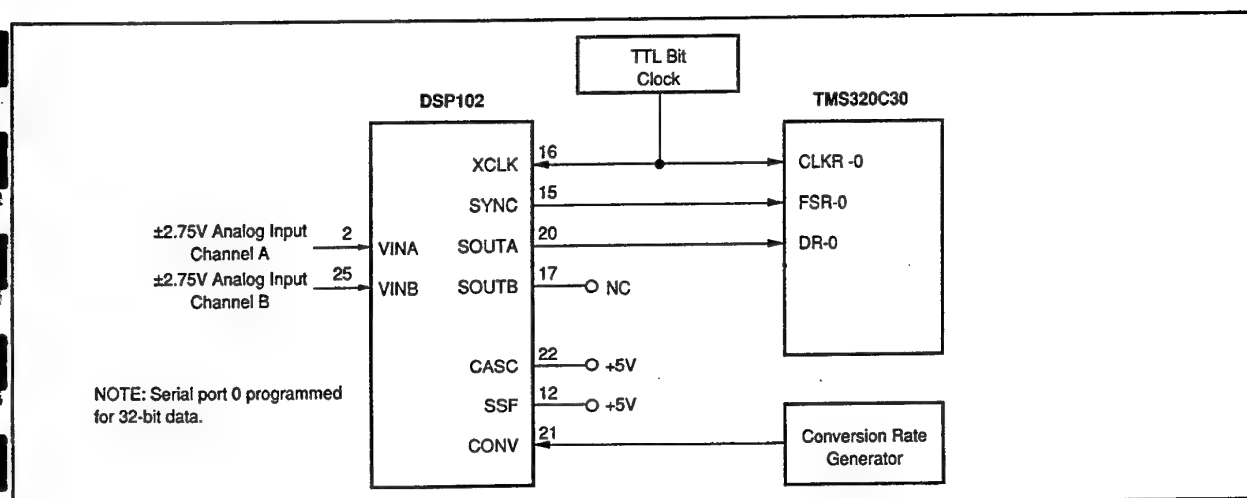 TTL Bit
Clock
DSP102
TMS320C30
XCLK
16
CLKR -0
SYNC
15
FSR-0
±2.75V Analog Input
Channel A
2
VINA
SOUTA
20
DR-0
±2.75V Analog Input
Channel B
25
VINB
SOUTB
17
NC
CASC
22
+5V
NOTE: Serial port 0 programmed
for 32-bit data.
SSF
12
+5V
CONV
21
Conversion Rate
Generator